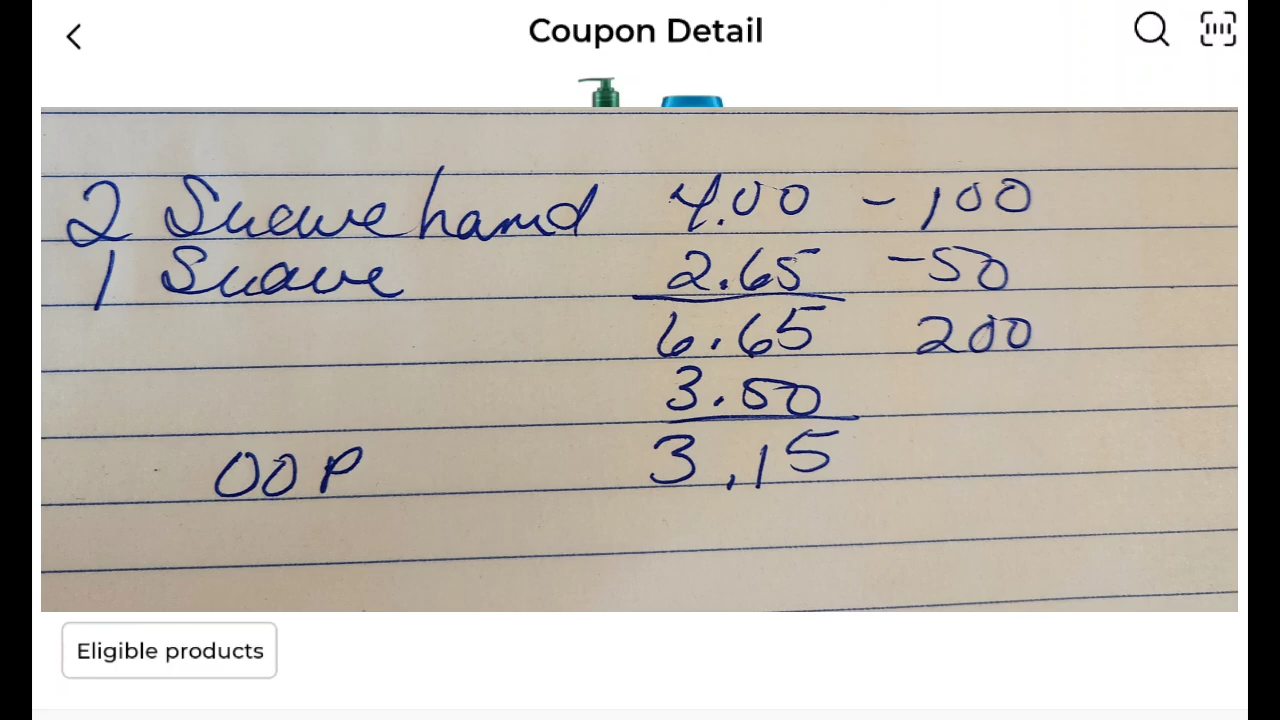 Coupon Detail
2 Suave hand 4.00 - 100
1 Suave 2.65 -50
6.65 200
3.50
OOP 3.15
Eligible products